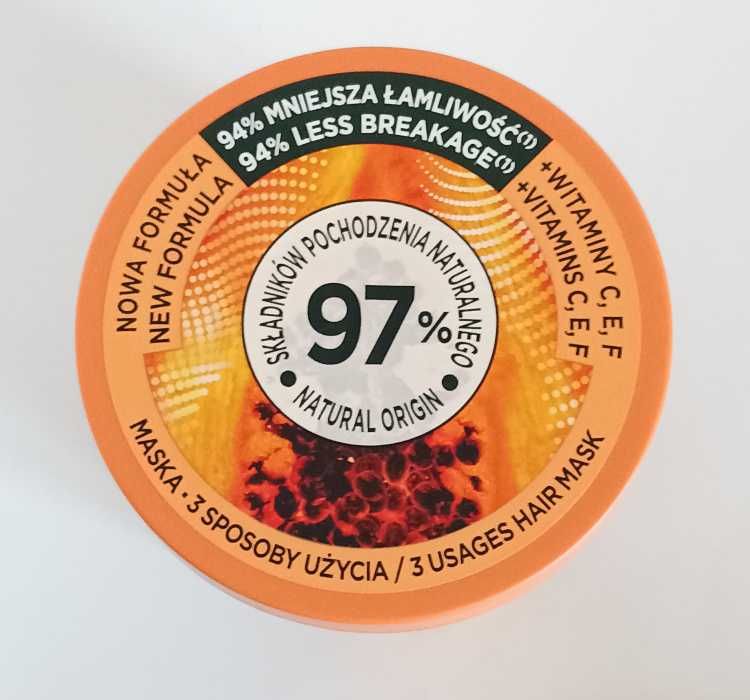 94% MNIEJSZA ŁAMLIWOŚĆ(1)
94% LESS BREAKAGE(1)
NOWA FORMUŁA
NEW FORMULA
+WITAMINY C, E, F
+VITAMINS C, E, F
SKŁADNIKÓW POCHODZENIA NATURALNEGO
97%
• NATURAL ORIGIN •
MASKA • 3 SPOSOBY UŻYCIA / 3 USAGES HAIR MASK